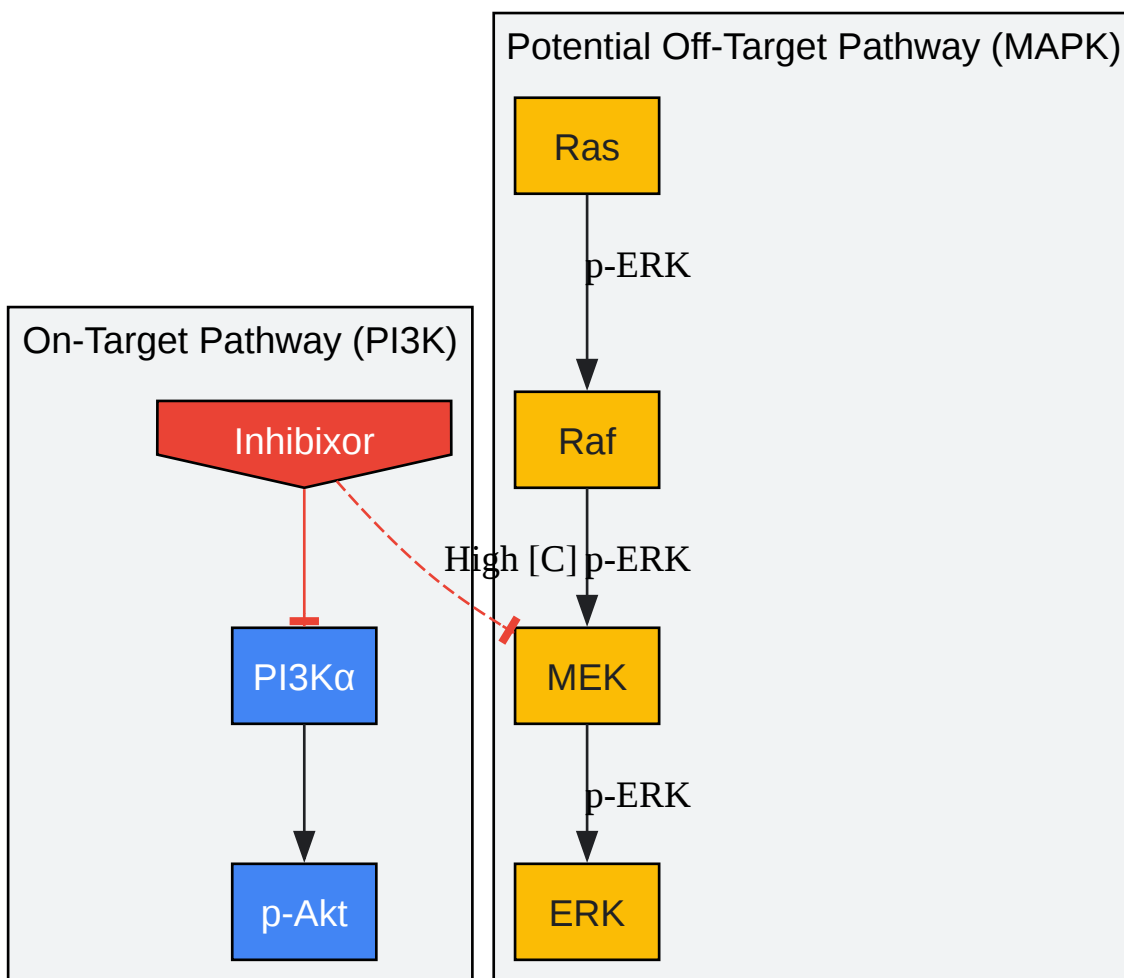 Potential Off-Target Pathway (MAPK)
Ras
p-ERK
On-Target Pathway (PI3K)
Inhibixor
Raf
High [C]
p-ERK
PI3Kα
MEK
p-ERK
p-Akt
ERK